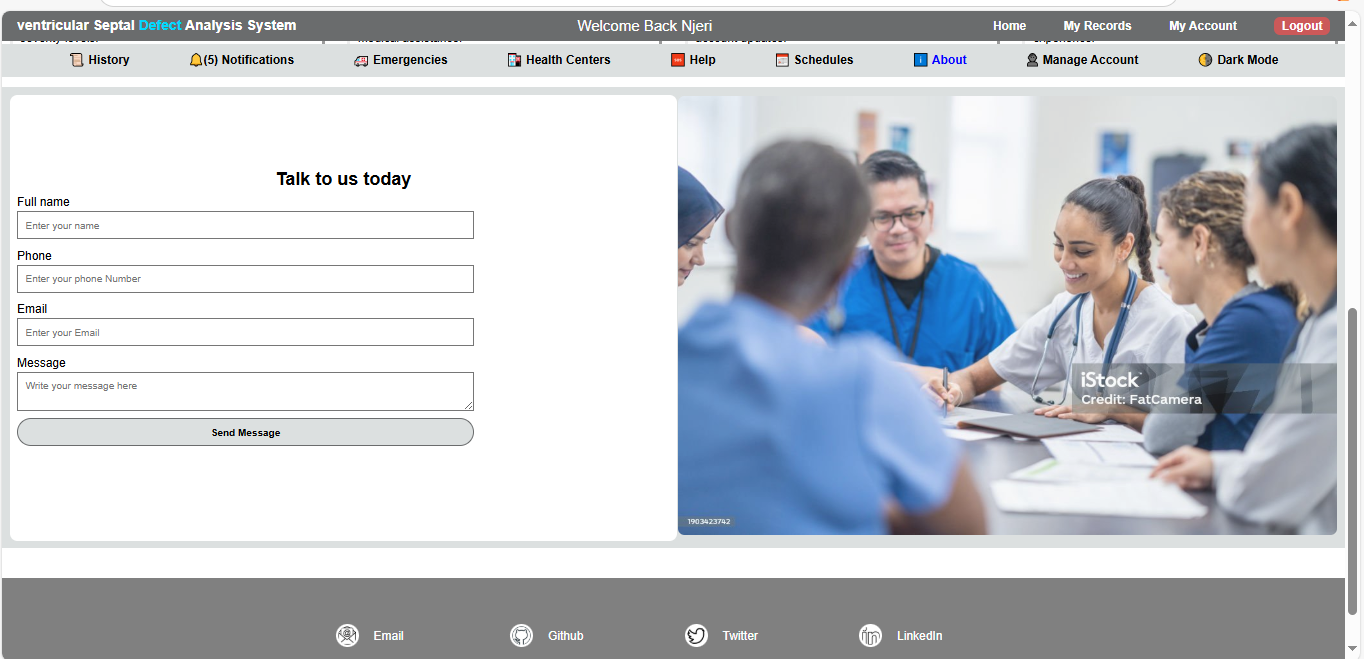 ventricular Septal Defect Analysis System
Welcome Back Njeri
Home
My Records
My Account
Logout
History
(5) Notifications
Emergencies
Health Centers
Help
Schedules
About
Manage Account
Dark Mode
Talk to us today
Full name
Enter your name
Phone
Enter your phone Number
Email
Enter your Email
Message
Write your message here
Send Message
iStock
Credit: FatCamera
1903423742
Email
Github
Twitter
LinkedIn